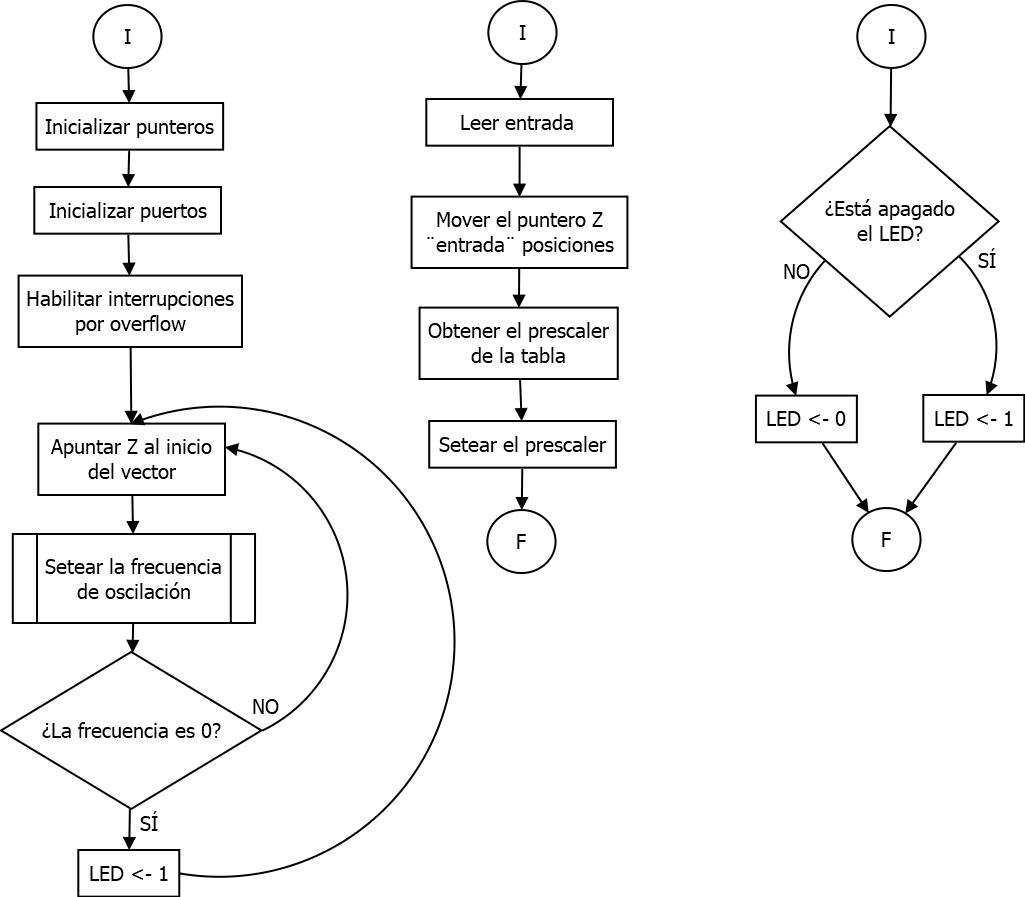 I
Inicializar punteros
Inicializar puertos
Habilitar interrupciones
por overflow
Apuntar Z al inicio
del vector
Setear la frecuencia
de oscilación
¿La frecuencia es 0?
NO
SÍ
LED <- 1
I
Leer entrada
Mover el puntero Z
¨entrada¨ posiciones
Obtener el prescaler
de la tabla
Setear el prescaler
F
I
¿Está apagado
el LED?
NO
SÍ
LED <- 0
LED <- 1
F